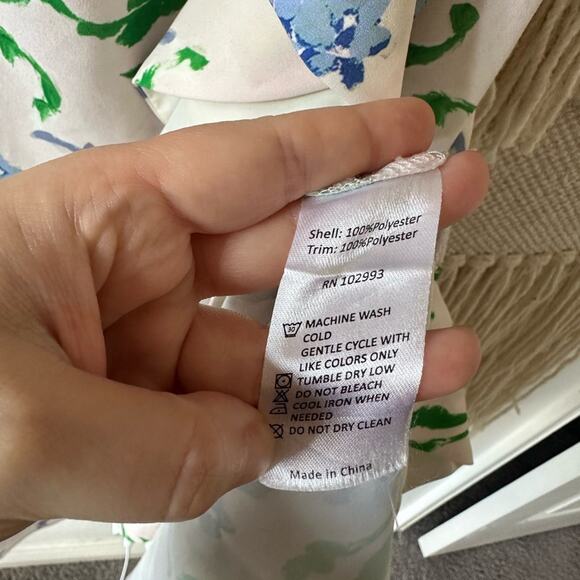 Shell: 100%Polyester
Trim: 100%Polyester
RN 102993
30 MACHINE WASH
COLD
GENTLE CYCLE WITH
LIKE COLORS ONLY
TUMBLE DRY LOW
DO NOT BLEACH
COOL IRON WHEN
NEEDED
DO NOT DRY CLEAN
Made in China